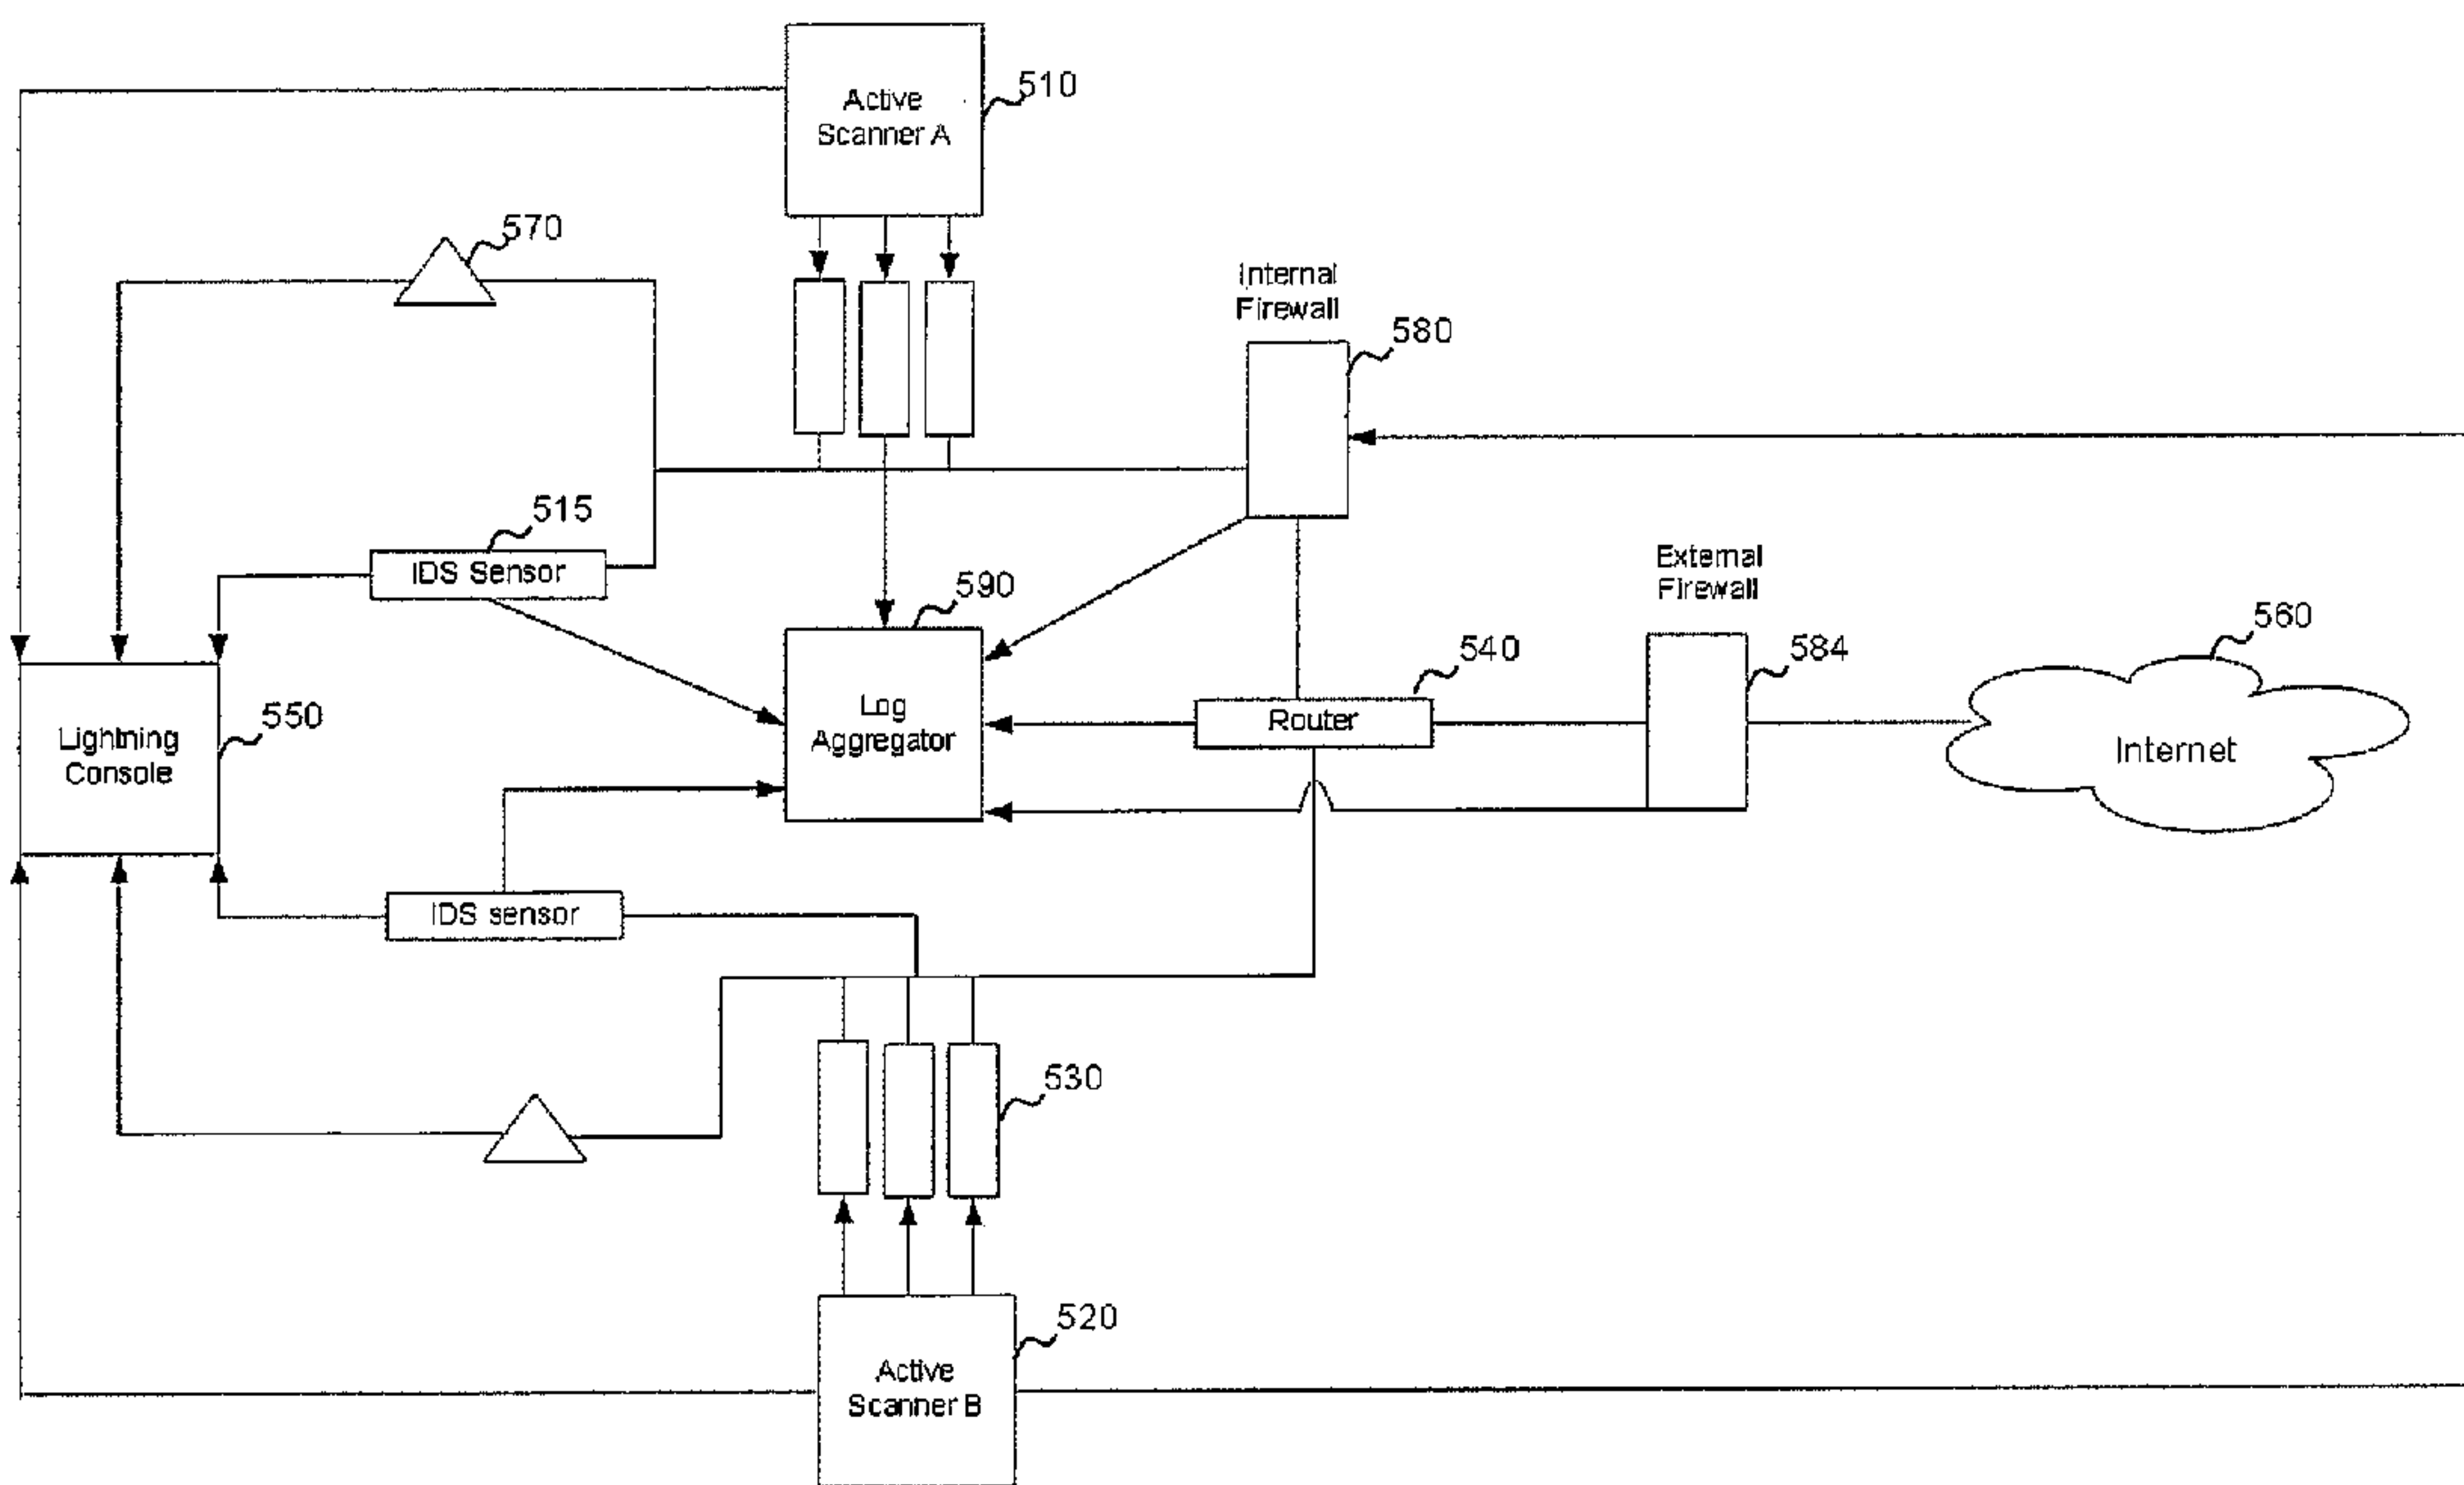 510
Active
Scanner A
570
Internal
Firewall
580
515
IDS Sensor
590
External
Firewall
560
540
584
550
Lightning
Console
Log
Aggregator
Router
Internet
IDS sensor
530
520
Active
Scanner B